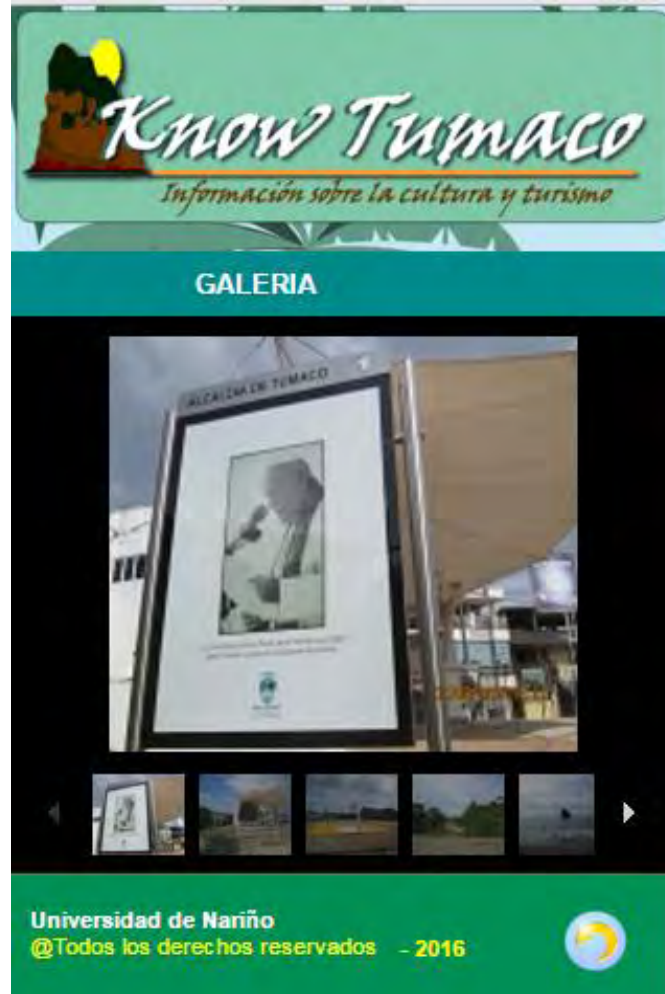 Know Tumaco
Información sobre la cultura y turismo
GALERIA
ALCALDIA DE TUMACO
Universidad de Nariño
@Todos los derechos reservados - 2016